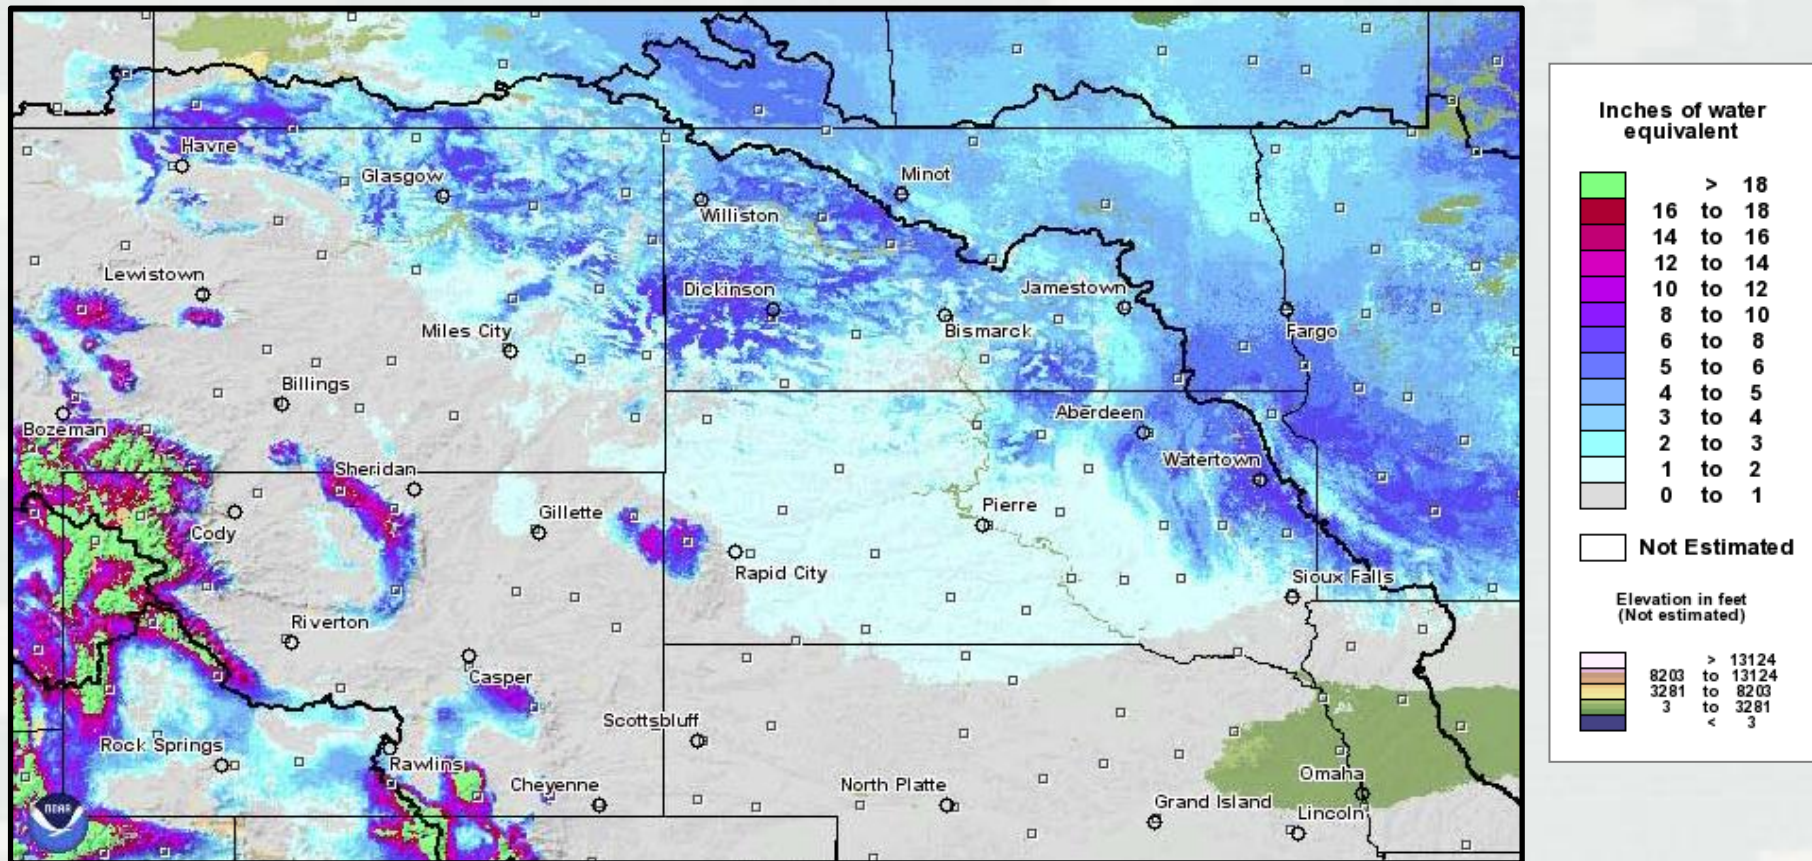 Havre
Glasgow
Williston
Minot
Lewistown
Dickinson
Jamestown
Miles City
Bismarck
Fargo
Billings
Bozeman
Aberdeen
Sheridan
Watertown
Cody
Gillette
Pierre
Rapid City
Sioux Falls
Riverton
Casper
Scottsbluff
Rock Springs
Rawlins
Cheyenne
North Platte
Omaha
Grand Island
Lincoln
NOAA
Inches of water
equivalent
> 18
16 to 18
14 to 16
12 to 14
10 to 12
8 to 10
6 to 8
5 to 6
4 to 5
3 to 4
2 to 3
1 to 2
0 to 1
Not Estimated
Elevation in feet
(Not estimated)
> 13124
8203 to 13124
3281 to 8203
3 to 3281
< 3